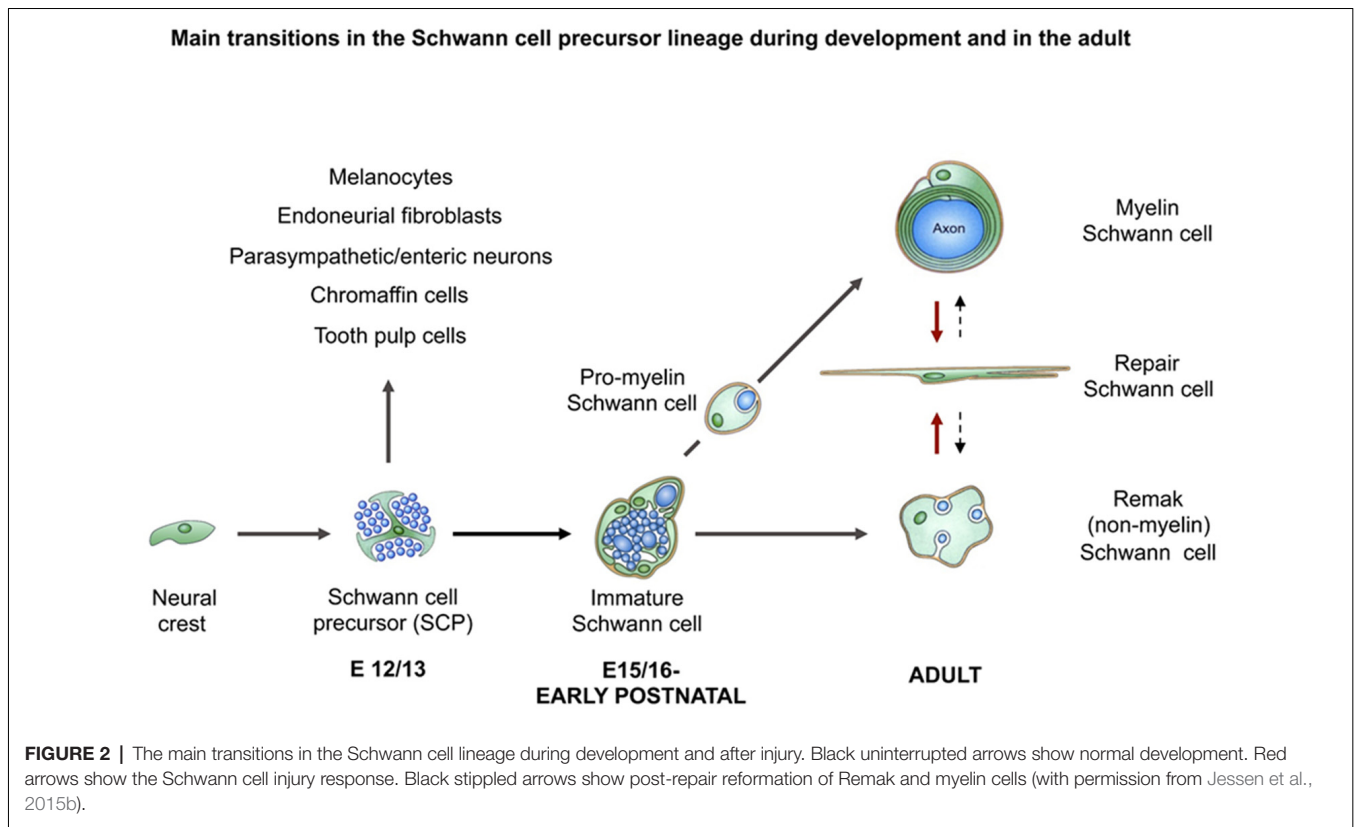 Main transitions in the Schwann cell precursor lineage during development and in the adult
Melanocytes
Endoneurial fibroblasts
Parasympathetic/enteric neurons
Chromaffin cells
Tooth pulp cells
Axon
Myelin
Schwann cell
Pro-myelin
Schwann cell
Repair
Schwann cell
Neural
crest
Schwann cell
precursor (SCP)
Immature
Schwann cell
Remak
(non-myelin)
Schwann cell
E 12/13
E15/16-
EARLY POSTNATAL
ADULT
FIGURE 2 | The main transitions in the Schwann cell lineage during development and after injury. Black uninterrupted arrows show normal development. Red
arrows show the Schwann cell injury response. Black stippled arrows show post-repair reformation of Remak and myelin cells (with permission from Jessen et al.,
2015b).